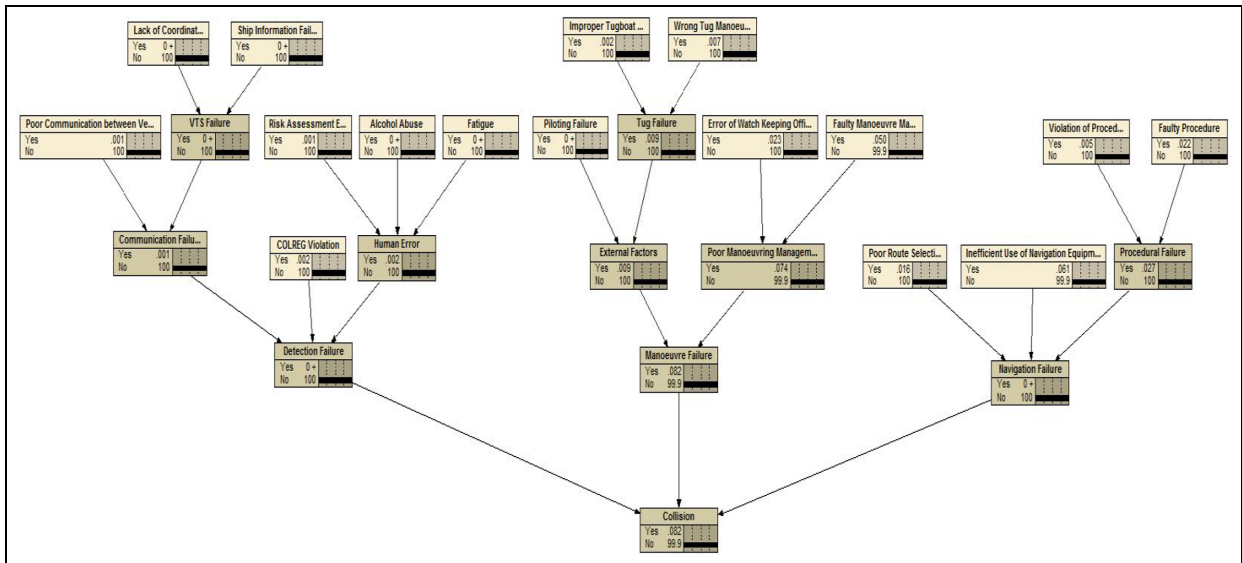 Lack of Coordinat...
Yes 0 +
No 100
Ship Information Fail...
Yes 0 +
No 100
Improper Tugboat ...
Yes .002
No 100
Wrong Tug Manoeu...
Yes .007
No 100
Poor Communication between Ve...
Yes .001
No 100
VTS Failure
Yes 0 +
No 100
Risk Assessment E...
Yes .001
No 100
Alcohol Abuse
Yes 0 +
No 100
Fatigue
Yes 0 +
No 100
Piloting Failure
Yes 0 +
No 100
Tug Failure
Yes .009
No 100
Error of Watch Keeping Offi...
Yes .023
No 100
Faulty Manoeuvre Ma...
Yes .050
No 99.9
Violation of Proced...
Yes .005
No 100
Faulty Procedure
Yes .022
No 100
Communication Failu...
Yes .001
No 100
COLREG Violation
Yes .002
No 100
Human Error
Yes .002
No 100
External Factors
Yes .009
No 100
Poor Manoeuvring Managem...
Yes .074
No 99.9
Poor Route Selecti...
Yes .016
No 100
Inefficient Use of Navigation Equipm...
Yes .061
No 99.9
Procedural Failure
Yes .027
No 100
Detection Failure
Yes 0 +
No 100
Manoeuvre Failure
Yes .082
No 99.9
Navigation Failure
Yes 0 +
No 100
Collision
Yes .082
No 99.9